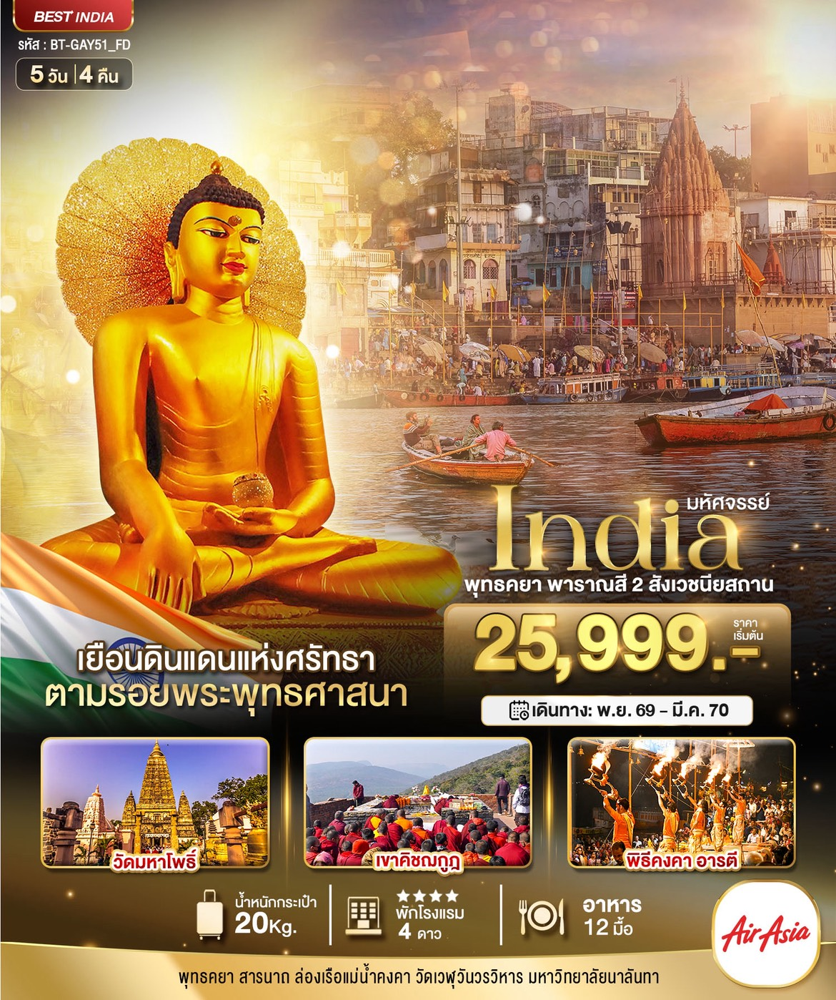 BEST INDIA
รหัส : BT-GAY51_FD
5 วัน | 4 คืน
มหัศจรรย์
India
พุทธคยา พาราณสี 2 สังเวชนียสถาน
25,999.-
ราคา
เริ่มต้น
เดินทาง: พ.ย. 69 - มี.ค. 70
เยือนดินแดนแห่งศรัทธา
ตามรอยพระพุทธศาสนา
วัดมหาโพธิ์
เขาคิชฌกูฏ
พิธีคงคา อารตี
น้ำหนักกระเป๋า
20Kg.
พักโรงแรม
4 ดาว
อาหาร
12 มื้อ
AirAsia
พุทธคยา สารนาถ ล่องเรือแม่น้ำคงคา วัดเวฬุวันวรวิหาร มหาวิทยาลัยนาลันทา